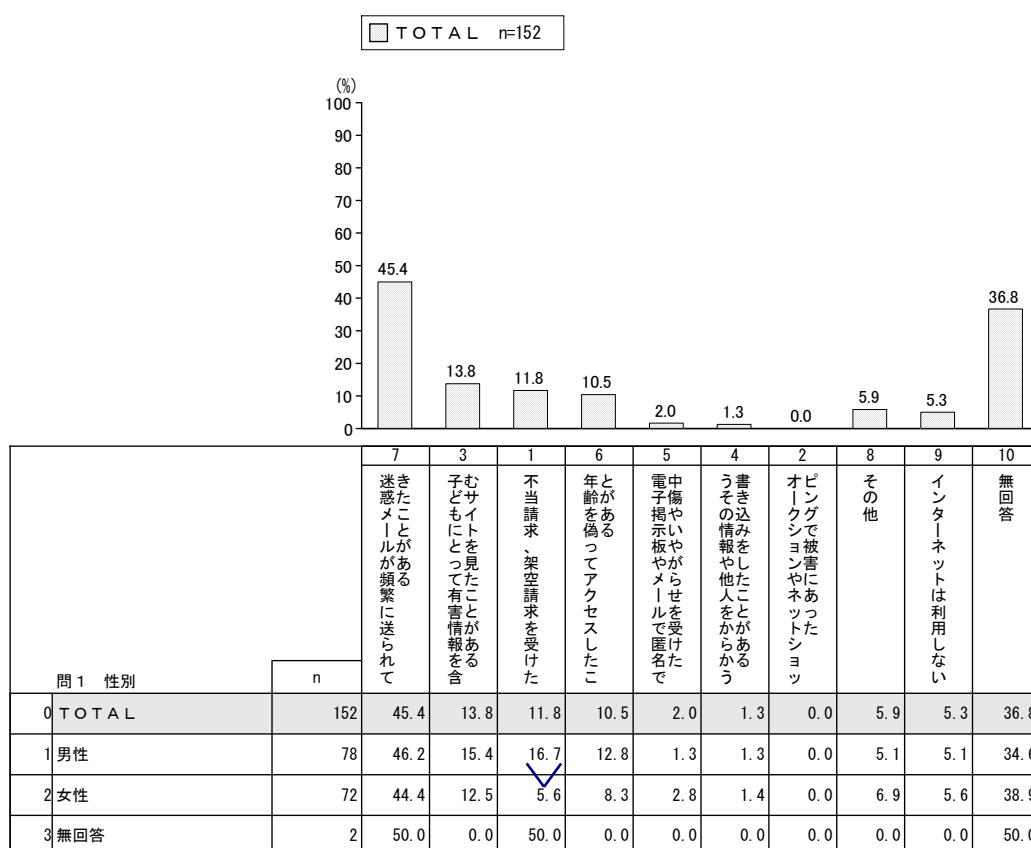 TOTAL n=152
(%)
100
90
80
70
60
50
40
30
20
10
0
45.4
13.8
11.8
10.5
2.0
1.3
0.0
5.9
5.3
36.8
7
3
1
6
5
4
2
8
9
10
迷惑メールが頻繁に送られて
きたことがある
子どもにとって有害情報を含
むサイトを見たことがある
不当請求、架空請求を受けた
年齢を偽ってアクセスしたこ
とがある
電子掲示板やメールで匿名で
中傷やいやがらせを受けた
うその情報や他人をからかう
書き込みをしたことがある
オークションやネットショッ
ピングで被害にあった
その他
インターネットは利用しない
無回答
問1 性別 n
0 TOTAL 152 45.4 13.8 11.8 10.5 2.0 1.3 0.0 5.9 5.3 36.8
1 男性 78 46.2 15.4 16.7 12.8 1.3 1.3 0.0 5.1 5.1 34.6
2 女性 72 44.4 12.5 5.6 8.3 2.8 1.4 0.0 6.9 5.6 38.9
3 無回答 2 50.0 0.0 50.0 0.0 0.0 0.0 0.0 0.0 0.0 50.0